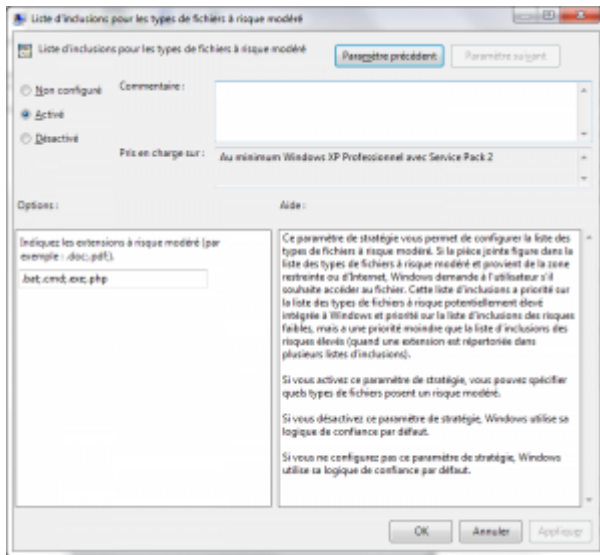 Liste d'inclusions pour les types de fichiers à risque modéré
Liste d'inclusions pour les types de fichiers à risque modéré
Paramètre précédent
Paramètre suivant
Non configuré
Commentaire :
Activé
Désactivé
Pris en charge sur :
Au minimum Windows XP Professionnel avec Service Pack 2
Options :
Aide :
Indiquez les extensions à risque modéré (par
exemple : .doc;.pdf;).
.bat;.cmd;.exe;.php
Ce paramètre de stratégie vous permet de configurer la liste des
types de fichiers à risque modéré. Si la pièce jointe figure dans la
liste des types de fichiers à risque modéré et provient de la zone
restreinte ou d'Internet, Windows demande à l'utilisateur s'il
souhaite accéder au fichier. Cette liste d'inclusions a priorité sur
la liste des types de fichiers à risque potentiellement élevé
intégrée à Windows et priorité sur la liste d'inclusions des risques
faibles, mais a une priorité moindre que la liste d'inclusions des
risques élevés (quand une extension est répertoriée dans
plusieurs listes d'inclusions).
Si vous activez ce paramètre de stratégie, vous pouvez spécifier
quels types de fichiers posent un risque modéré.
Si vous désactivez ce paramètre de stratégie, Windows utilise sa
logique de confiance par défaut.
Si vous ne configurez pas ce paramètre de stratégie, Windows
utilise sa logique de confiance par défaut.
OK
Annuler
Appliquer